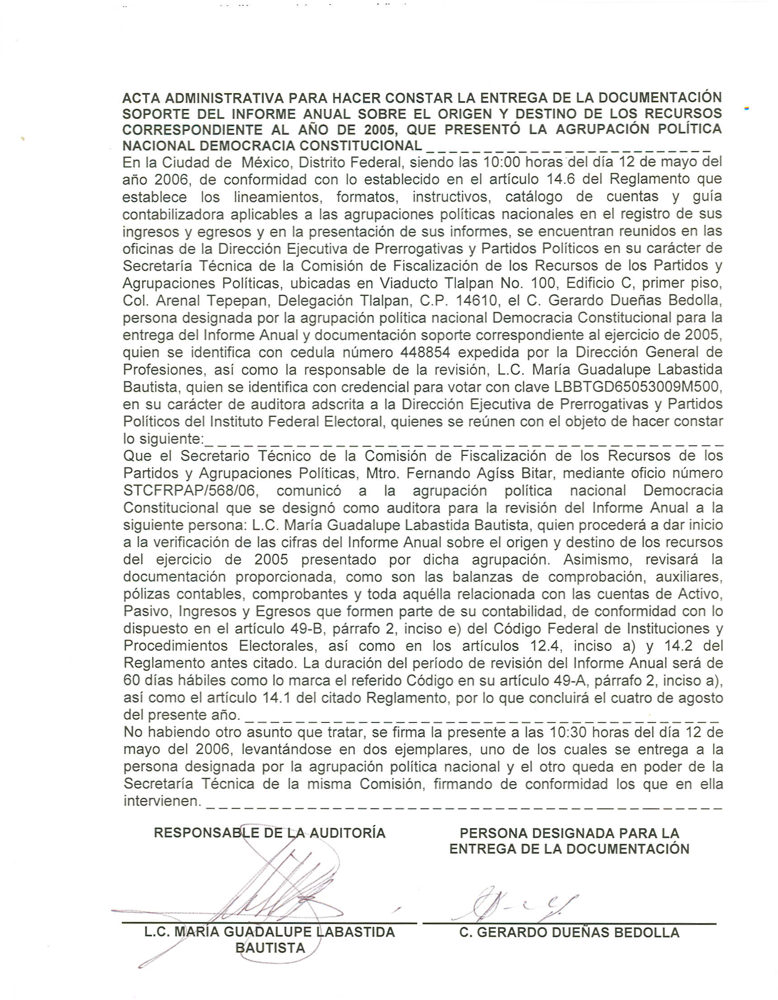 ACTA ADMINISTRATIVA PARA HACER CONSTAR LA ENTREGA DE LA DOCUMENTACIÓN
SOPORTE DEL INFORME ANUAL SOBRE EL ORIGEN Y DESTINO DE LOS RECURSOS
CORRESPONDIENTE AL AÑO DE 2005, QUE PRESENTÓ LA AGRUPACIÓN POLÍTICA
NACIONAL DEMOCRACIA CONSTITUCIONAL _ _ _ _ _ _ _ _ _ _ _ _ _ _ _ _ _ _ _ _ _ _ _ _ _
En la Ciudad de México, Distrito Federal, siendo las 10:00 horas del día 12 de mayo del
año 2006, de conformidad con lo establecido en el artículo 14.6 del Reglamento que
establece los lineamientos, formatos, instructivos, catálogo de cuentas y guía
contabilizadora aplicables a las agrupaciones políticas nacionales en el registro de sus
ingresos y egresos y en la presentación de sus informes, se encuentran reunidos en las
oficinas de la Dirección Ejecutiva de Prerrogativas y Partidos Políticos en su carácter de
Secretaría Técnica de la Comisión de Fiscalización de los Recursos de los Partidos y
Agrupaciones Políticas, ubicadas en Viaducto Tlalpan No. 100, Edificio C, primer piso,
Col. Arenal Tepepan, Delegación Tlalpan, C.P. 14610, el C. Gerardo Dueñas Bedolla,
persona designada por la agrupación política nacional Democracia Constitucional para la
entrega del Informe Anual y documentación soporte correspondiente al ejercicio de 2005,
quien se identifica con cedula número 448854 expedida por la Dirección General de
Profesiones, así como la responsable de la revisión, L.C. María Guadalupe Labastida
Bautista, quien se identifica con credencial para votar con clave LBBTGD65053009M500,
en su carácter de auditora adscrita a la Dirección Ejecutiva de Prerrogativas y Partidos
Políticos del Instituto Federal Electoral, quienes se reúnen con el objeto de hacer constar
lo siguiente:_ _ _ _ _ _ _ _ _ _ _ _ _ _ _ _ _ _ _ _ _ _ _ _ _ _ _ _ _ _ _ _ _ _ _ _ _ _ _ _
Que el Secretario Técnico de la Comisión de Fiscalización de los Recursos de los
Partidos y Agrupaciones Políticas, Mtro. Fernando Agíss Bitar, mediante oficio número
STCFRPAP/568/06, comunicó a la agrupación política nacional Democracia
Constitucional que se designó como auditora para la revisión del Informe Anual a la
siguiente persona: L.C. María Guadalupe Labastida Bautista, quien procederá a dar inicio
a la verificación de las cifras del Informe Anual sobre el origen y destino de los recursos
del ejercicio de 2005 presentado por dicha agrupación. Asimismo, revisará la
documentación proporcionada, como son las balanzas de comprobación, auxiliares,
pólizas contables, comprobantes y toda aquélla relacionada con las cuentas de Activo,
Pasivo, Ingresos y Egresos que formen parte de su contabilidad, de conformidad con lo
dispuesto en el artículo 49-B, párrafo 2, inciso e) del Código Federal de Instituciones y
Procedimientos Electorales, así como en los artículos 12.4, inciso a) y 14.2 del
Reglamento antes citado. La duración del período de revisión del Informe Anual será de
60 días hábiles como lo marca el referido Código en su artículo 49-A, párrafo 2, inciso a),
así como el artículo 14.1 del citado Reglamento, por lo que concluirá el cuatro de agosto
del presente año. _ _ _ _ _ _ _ _ _ _ _ _ _ _ _ _ _ _ _ _ _ _ _ _ _ _ _ _ _ _ _ _ _ _ _ _ _ _
No habiendo otro asunto que tratar, se firma la presente a las 10:30 horas del día 12 de
mayo del 2006, levantándose en dos ejemplares, uno de los cuales se entrega a la
persona designada por la agrupación política nacional y el otro queda en poder de la
Secretaría Técnica de la misma Comisión, firmando de conformidad los que en ella
intervienen. _ _ _ _ _ _ _ _ _ _ _ _ _ _ _ _ _ _ _ _ _ _ _ _ _ _ _ _ _ _ _ _ _ _ _ _ _ _ _ _
RESPONSABLE DE LA AUDITORÍA
PERSONA DESIGNADA PARA LA
ENTREGA DE LA DOCUMENTACIÓN
L.C. MARÍA GUADALUPE LABASTIDA
BAUTISTA
C. GERARDO DUEÑAS BEDOLLA